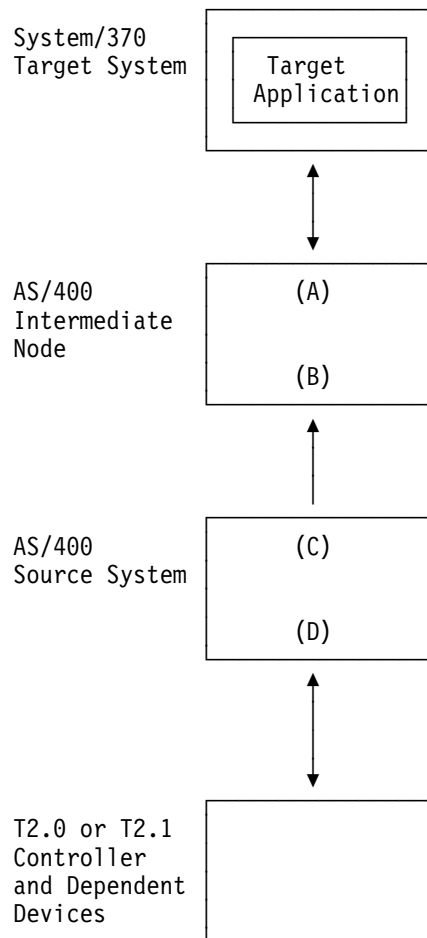 System/370
Target System
Target
Application
AS/400
Intermediate
Node
(A)
(B)
AS/400
Source System
(C)
(D)
T2.0 or T2.1
Controller
and Dependent
Devices